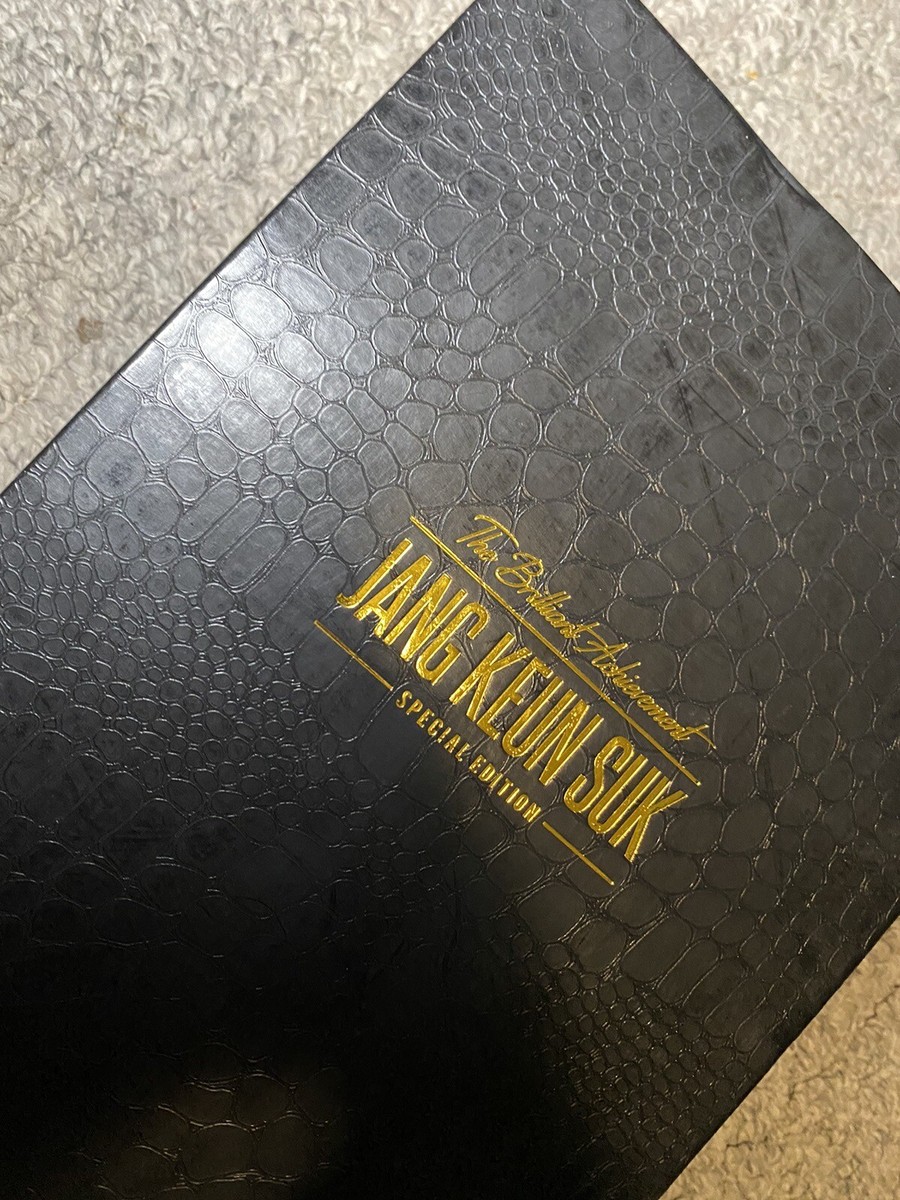 The Brilliant Achievement
JANG KEUN SUK
SPECIAL EDITION